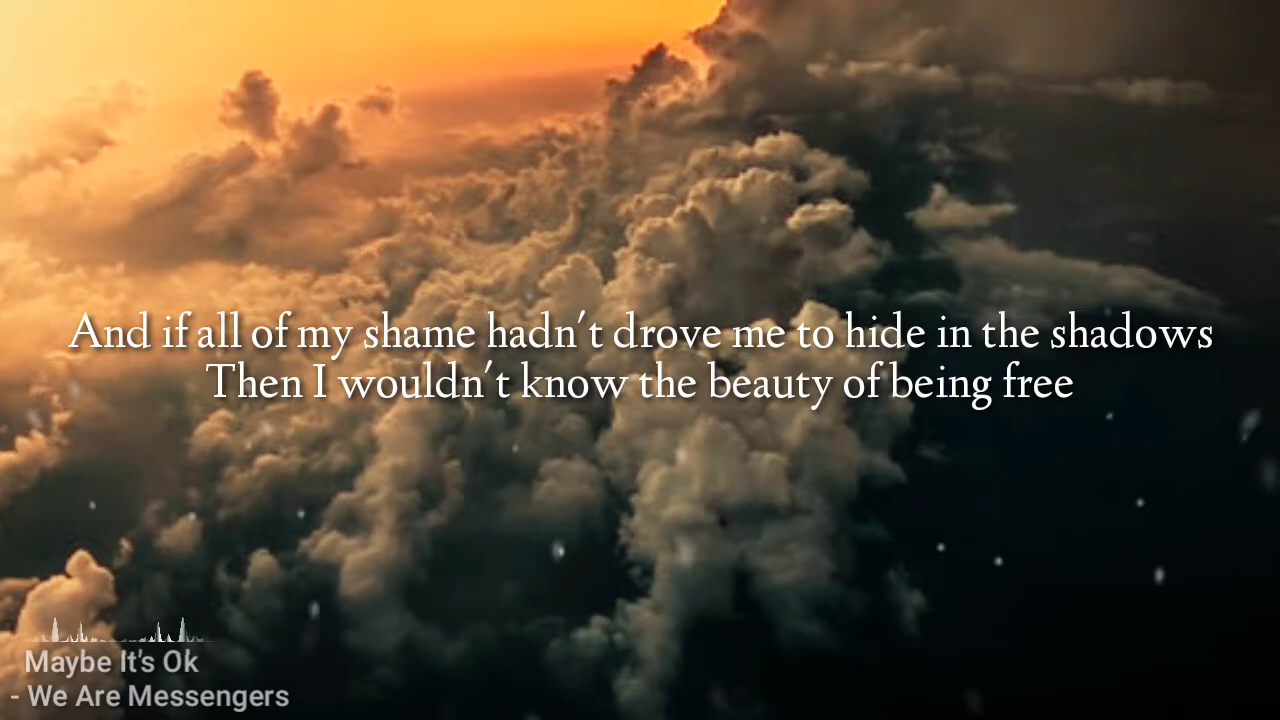 And if all of my shame hadn't drove me to hide in the shadows
Then I wouldn't know the beauty of being free
Maybe It's Ok
- We Are Messengers